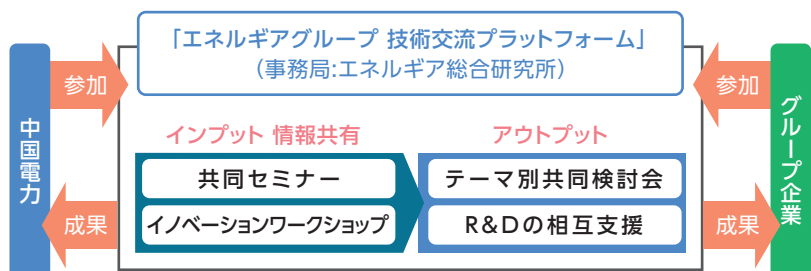 「エネルギアグループ 技術交流プラットフォーム」
（事務局:エネルギア総合研究所）
中国電力
参加
成果
インプット 情報共有
共同セミナー
イノベーションワークショップ
アウトプット
テーマ別共同検討会
R&Dの相互支援
参加
成果
グループ企業